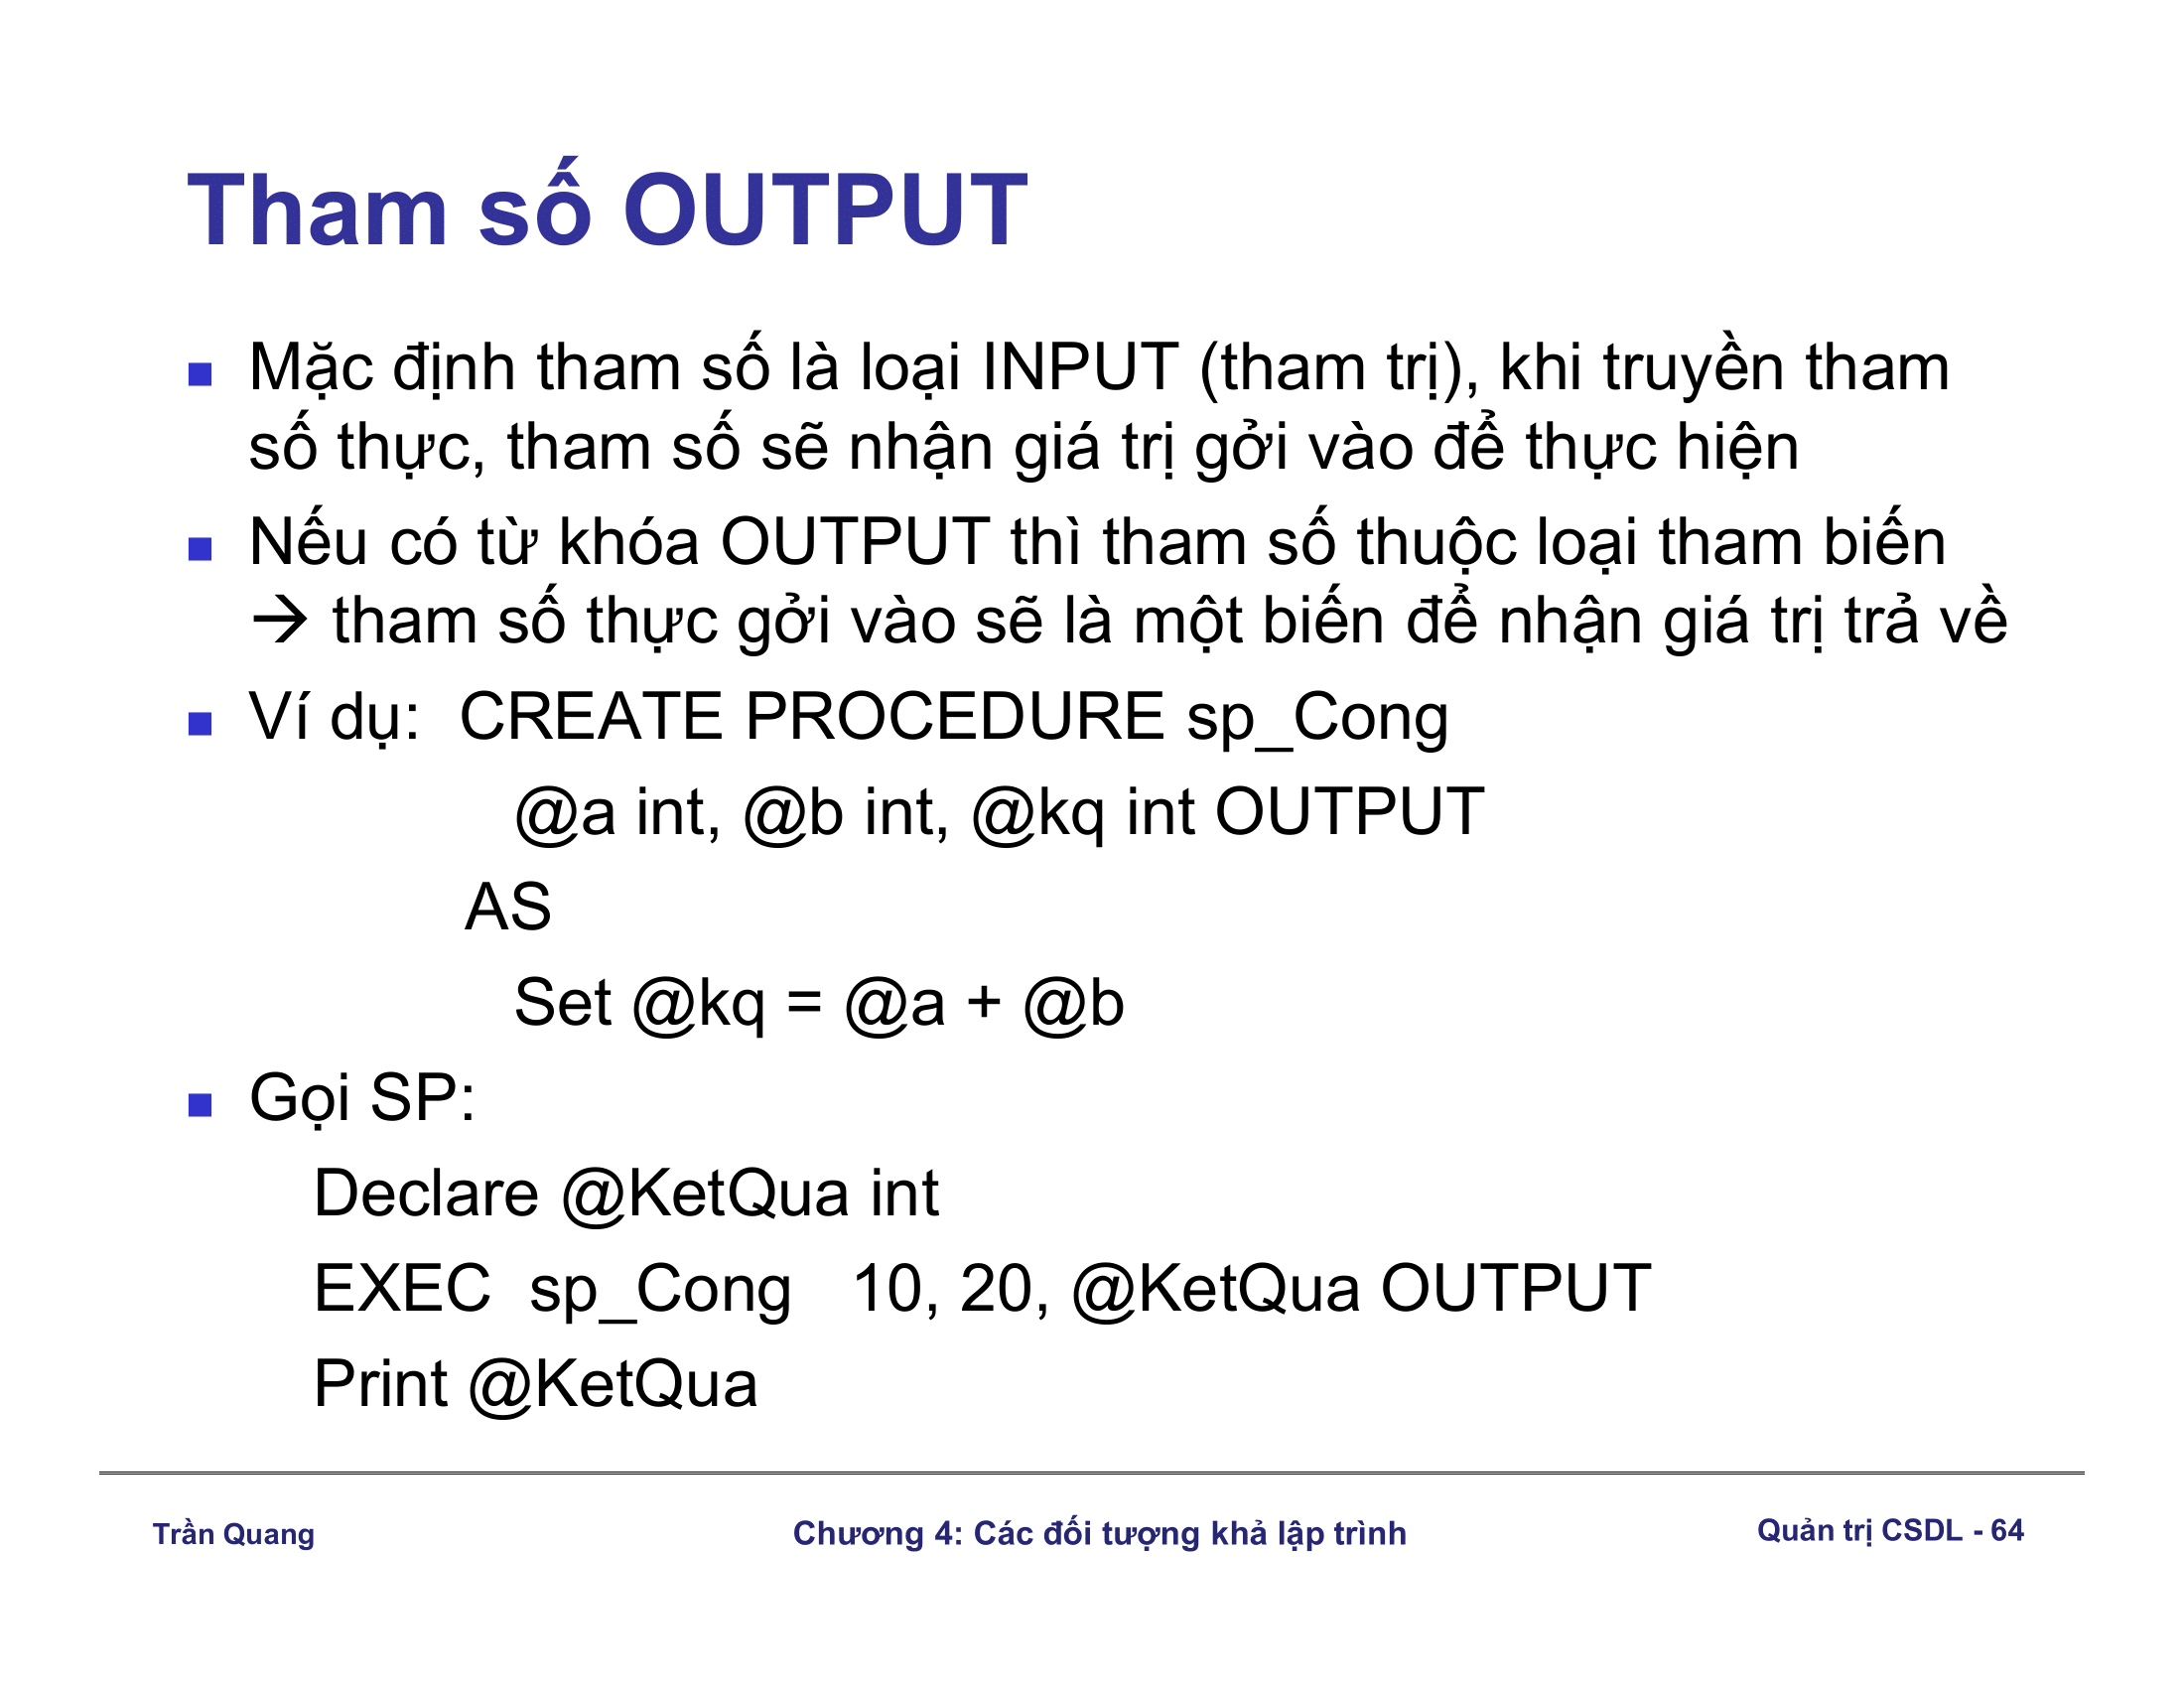 Tham số OUTPUT
■ Mặc định tham số là loại INPUT (tham trị), khi truyền tham
số thực, tham số sẽ nhận giá trị gởi vào để thực hiện
■ Nếu có từ khóa OUTPUT thì tham số thuộc loại tham biến
→ tham số thực gởi vào sẽ là một biến để nhận giá trị trả về
■ Ví dụ: CREATE PROCEDURE sp_Cong
@a int, @b int, @kq int OUTPUT
AS
Set @kq = @a + @b
■ Gọi SP:
Declare @KetQua int
EXEC sp_Cong 10, 20, @KetQua OUTPUT
Print @KetQua
Trần Quang
Chương 4: Các đối tượng khả lập trình
Quản trị CSDL - 64